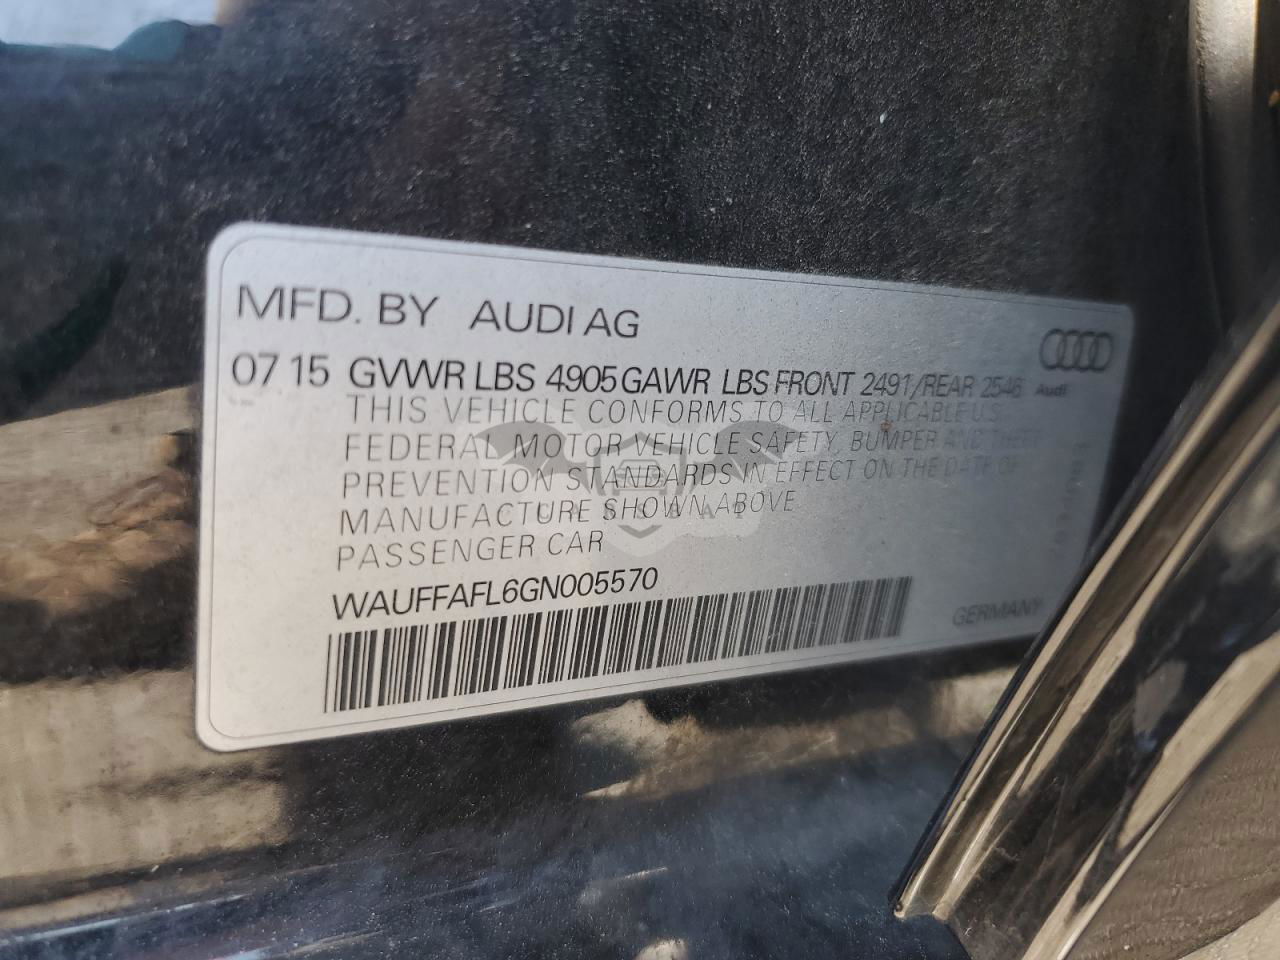 MFD. BY AUDI AG
07 15 GVWR LBS 4905 GAWR LBS FRONT 2491/REAR 2546
Audi
THIS VEHICLE CONFORMS TO ALL APPLICABLE U.S.
FEDERAL MOTOR VEHICLE SAFETY, BUMPER AND THEFT
PREVENTION STANDARDS IN EFFECT ON THE DATE OF
MANUFACTURE SHOWN ABOVE
PASSENGER CAR
WAUFFAFL6GN005570
GERMANY